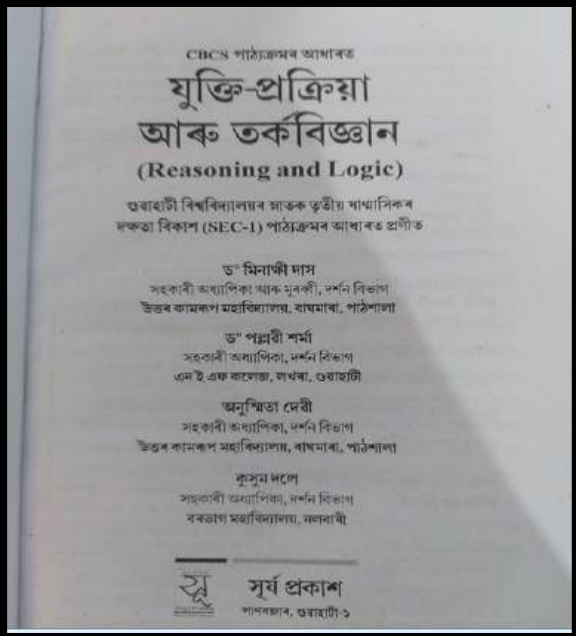 CBCS পাঠ্যক্ৰমৰ আধাৰত
যুক্তি-প্ৰক্ৰিয়া
আৰু তৰ্কবিজ্ঞান
(Reasoning and Logic)
গুৱাহাটী বিশ্ববিদ্যালয়ৰ স্নাতক তৃতীয় ষাণ্মাসিকৰ
দক্ষতা বিকাশ (SEC-1) পাঠ্যক্ৰমৰ আধাৰত প্ৰণীত
ড° মিনাক্ষী দাস
সহকাৰী অধ্যাপিকা আৰু মুৰব্বী, দৰ্শন বিভাগ
উত্তৰ কামৰূপ মহাবিদ্যালয়, বাঘমাৰা, পাঠশালা
ড° পল্লৱী শৰ্মা
সহকাৰী অধ্যাপিকা, দৰ্শন বিভাগ
এন ই এফ কলেজ, লখৰা, গুৱাহাটী
অনুস্মিতা দেৱী
সহকাৰী অধ্যাপিকা, দৰ্শন বিভাগ
উত্তৰ কামৰূপ মহাবিদ্যালয়, বাঘমাৰা, পাঠশালা
কুসুম দলে
সহকাৰী অধ্যাপিকা, দৰ্শন বিভাগ
বৰভাগ মহাবিদ্যালয়, নলবাৰী
সূ
সূৰ্য প্ৰকাশ
পাণবজাৰ, গুৱাহাটী-১